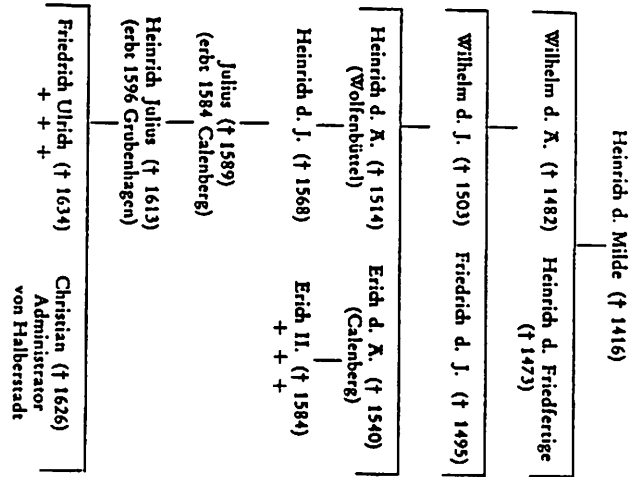 Heinrich d. Milde († 1416)
Wilhelm d. Ä. († 1482)
Heinrich d. Friedfertige
(† 1473)
Wilhelm d. J. († 1503)
Friedrich d. J. († 1495)
Heinrich d. Ä. († 1514)
(Wolfenbüttel)
Erich d. Ä. († 1540)
(Calenberg)
Heinrich d. J. († 1568)
Erich II. († 1584)
+ + +
Julius († 1589)
(erbt 1584 Calenberg)
Heinrich Julius († 1613)
(erbt 1596 Grubenhagen)
Friedrich Ulrich († 1634)
+ + +
Christian († 1626)
Administrator
von Halberstadt